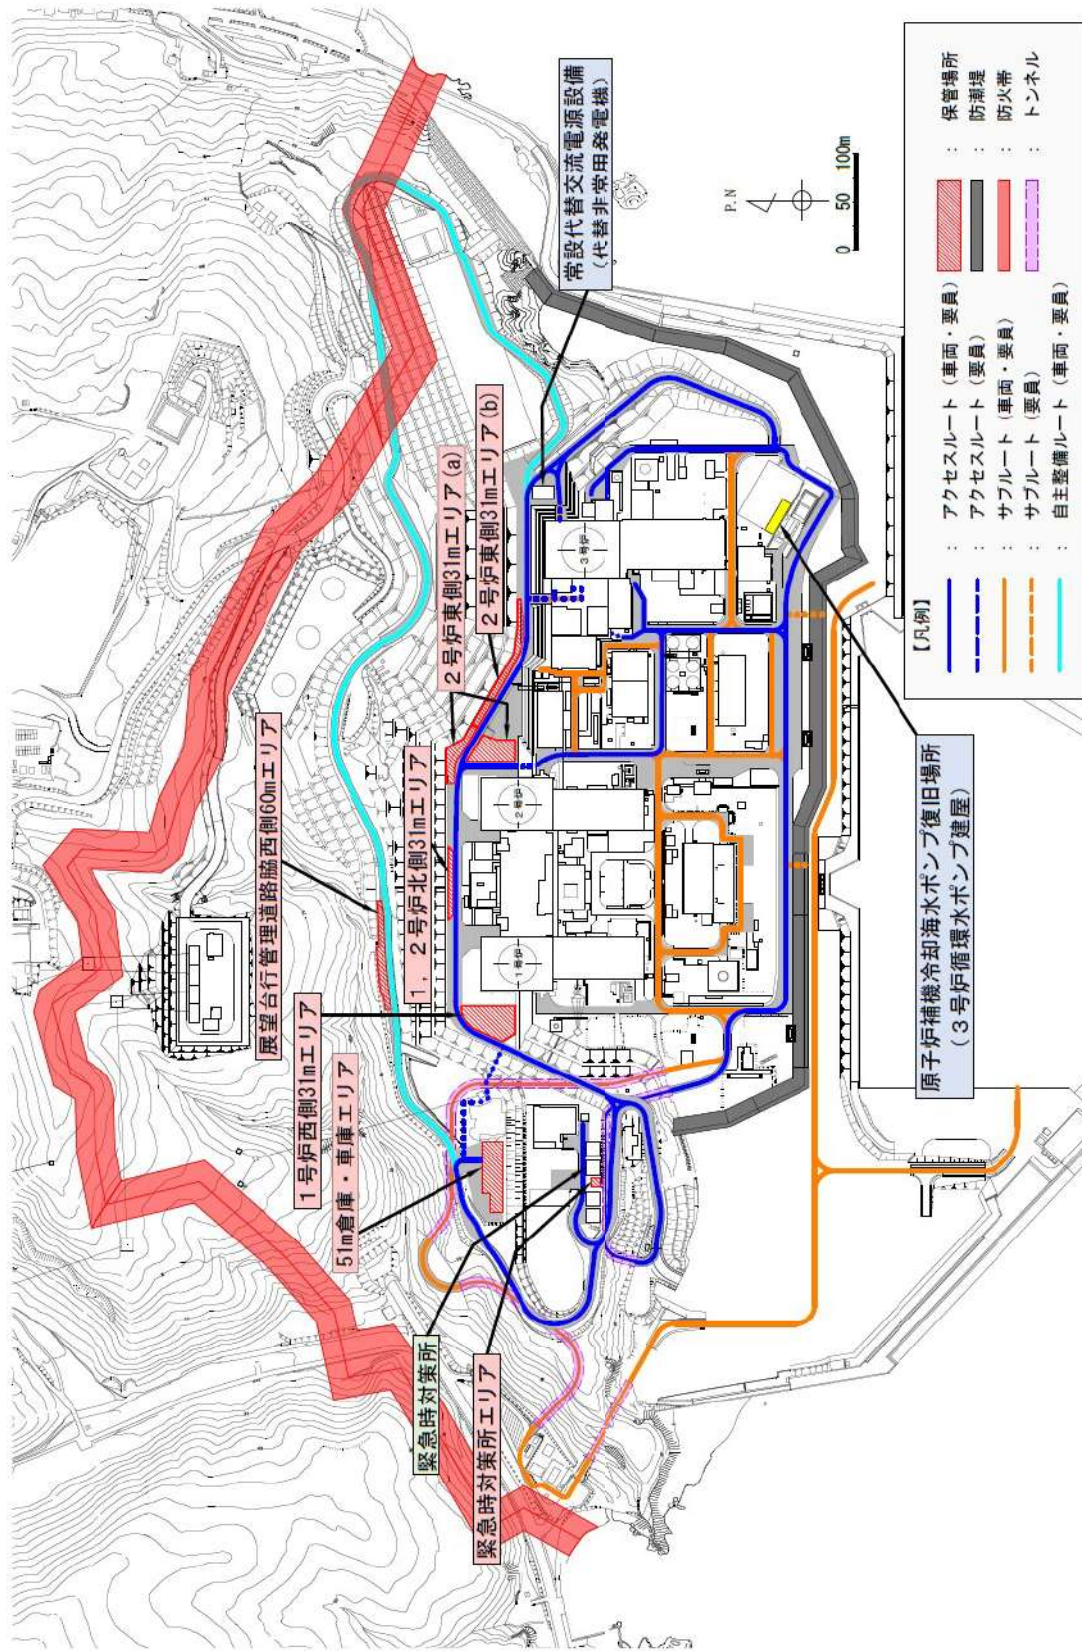 展望台行管理道路脇西側60mエリア
1号炉西側31mエリア
51m倉庫・車庫エリア
緊急時対策所
緊急時対策所エリア
1，2号炉北側31mエリア
2号炉東側31mエリア(a)
2号炉東側31mエリア(b)
常設代替交流電源設備
（代替非常用発電機）
1号炉
2号炉
3号炉
原子炉補機冷却海水ポンプ復旧場所
（3号炉循環水ポンプ建屋）
P.N
0 50 100m
【凡例】
： アクセスルート（車両・要員）
： アクセスルート（要員）
： サブルート（車両・要員）
： サブルート（要員）
： 自主整備ルート（車両・要員）
： 保管場所
： 防潮堤
： 防火帯
： トンネル